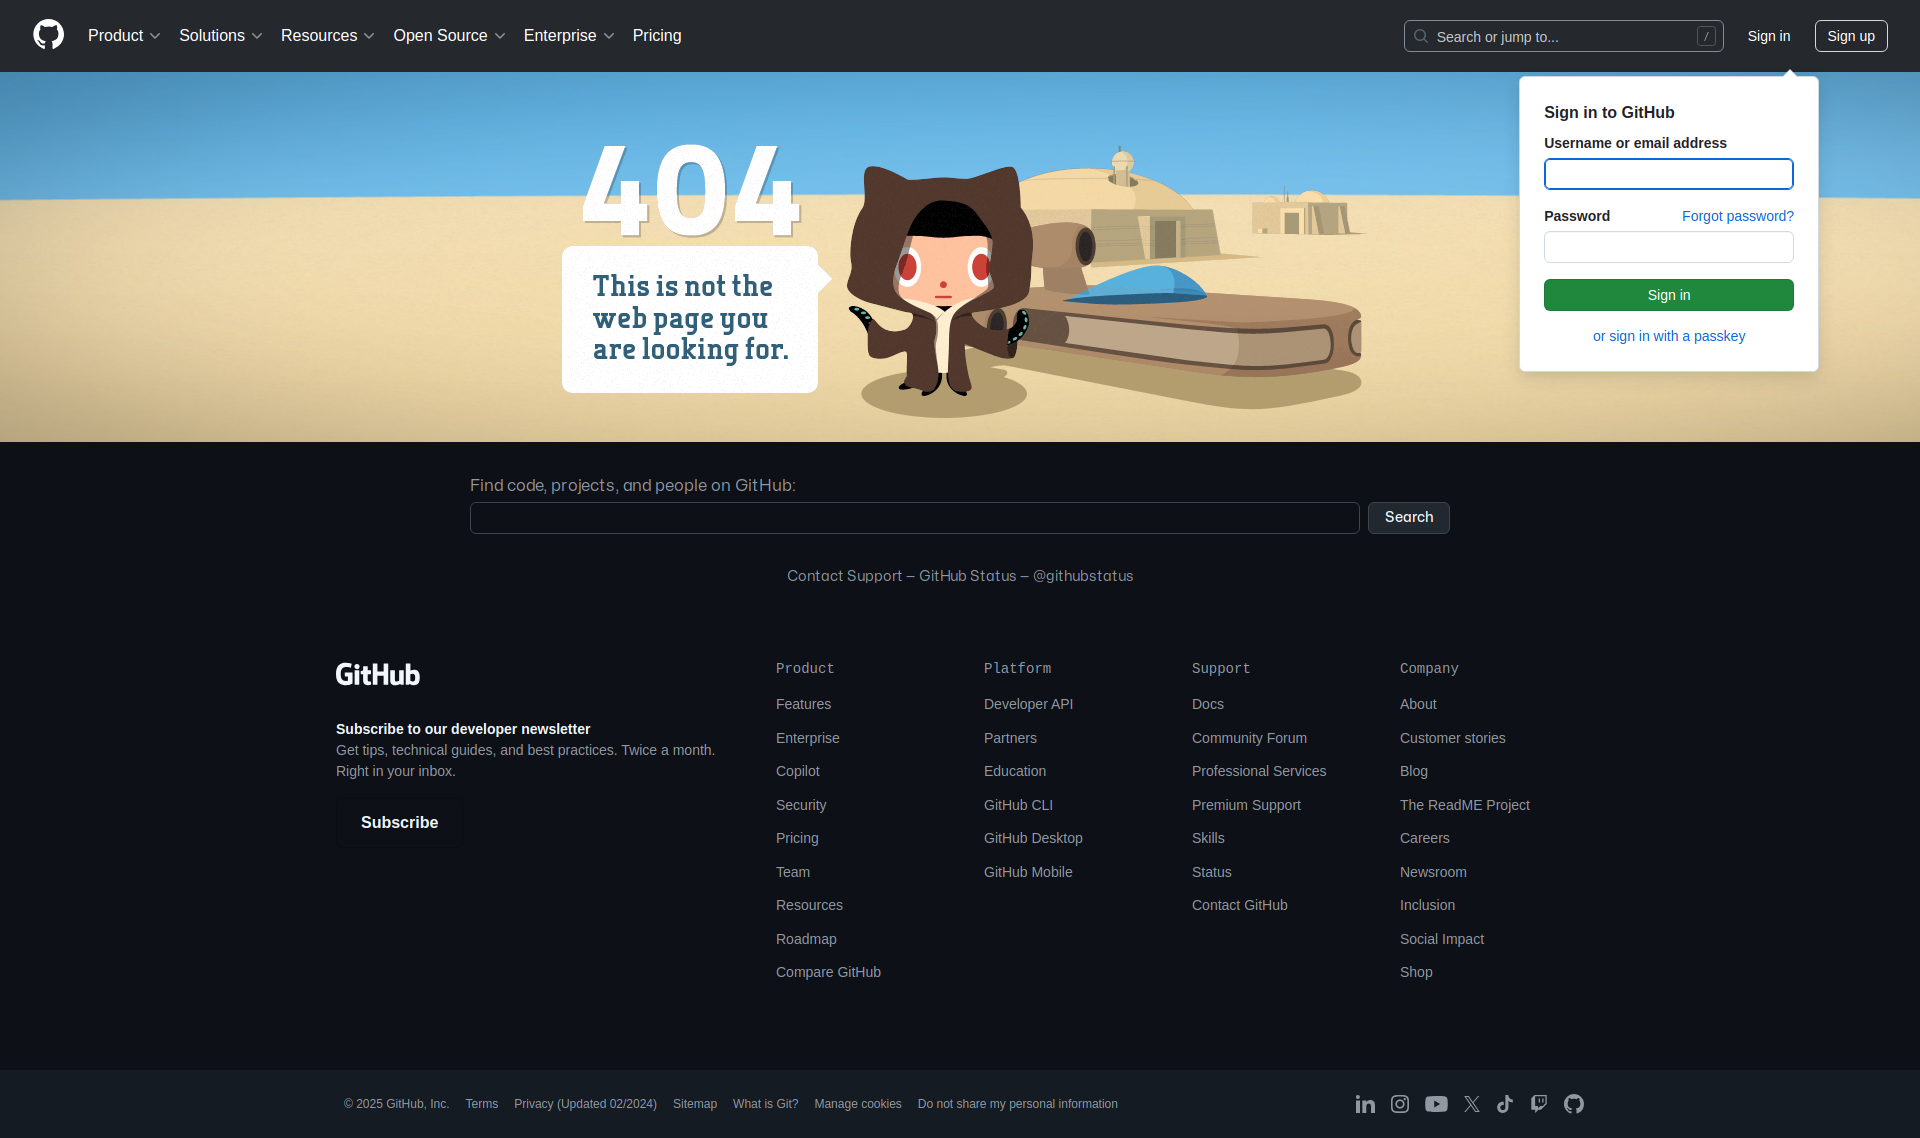 Product
Solutions
Resources
Open Source
Enterprise
Pricing
Search or jump to...
/
Sign in
Sign up
Sign in to GitHub
Username or email address
Password
Forgot password?
Sign in
or sign in with a passkey
404
This is not the
web page you
are looking for.
Find code, projects, and people on GitHub:
Search
Contact Support — GitHub Status — @githubstatus
GitHub
Subscribe to our developer newsletter
Get tips, technical guides, and best practices. Twice a month.
Right in your inbox.
Subscribe
Product
Features
Enterprise
Copilot
Security
Pricing
Team
Resources
Roadmap
Compare GitHub
Platform
Developer API
Partners
Education
GitHub CLI
GitHub Desktop
GitHub Mobile
Support
Docs
Community Forum
Professional Services
Premium Support
Skills
Status
Contact GitHub
Company
About
Customer stories
Blog
The ReadME Project
Careers
Newsroom
Inclusion
Social Impact
Shop
© 2025 GitHub, Inc.
Terms
Privacy (Updated 02/2024)
Sitemap
What is Git?
Manage cookies
Do not share my personal information